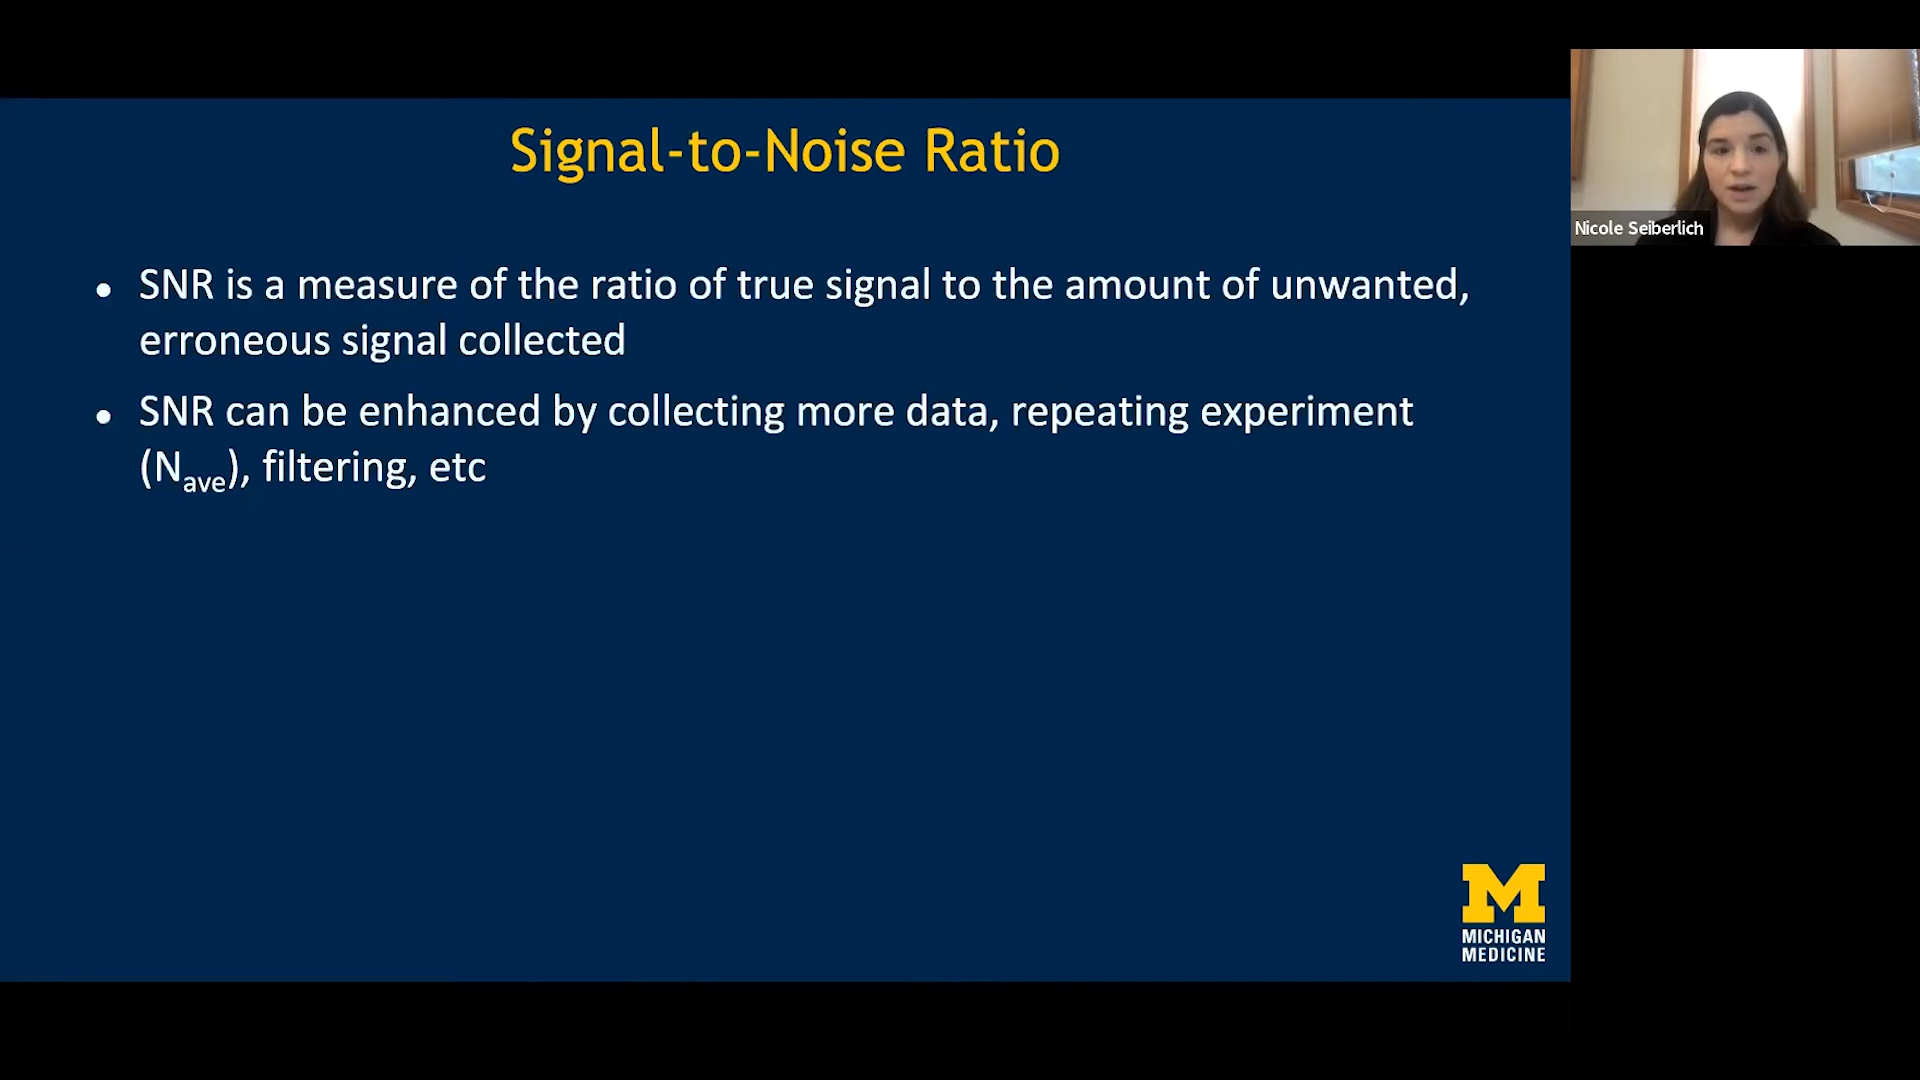 Signal-to-Noise Ratio
• SNR is a measure of the ratio of true signal to the amount of unwanted,
erroneous signal collected
• SNR can be enhanced by collecting more data, repeating experiment
(Nave), filtering, etc
M
MICHIGAN
MEDICINE
Nicole Seiberlich